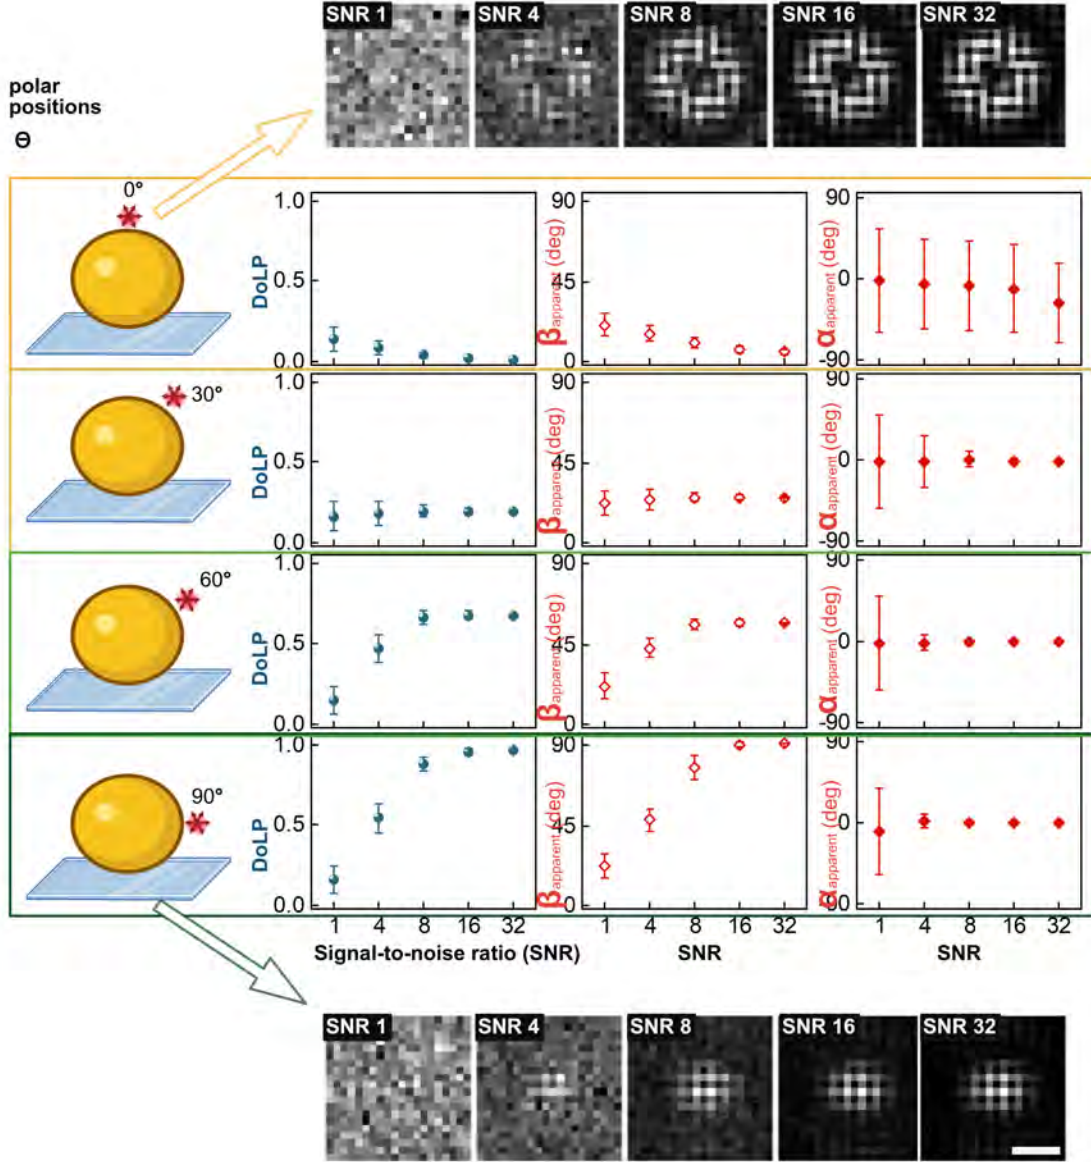 SNR 1 SNR 4 SNR 8 SNR 16 SNR 32
polar
positions
Θ
0°
1.0
0.5
0.0
DoLP
90
45
0
βapparent (deg)
90
0
-90
αapparent (deg)
30°
1.0
0.5
0.0
DoLP
90
45
0
βapparent (deg)
90
0
-90
αapparent (deg)
60°
1.0
0.5
0.0
DoLP
90
45
0
βapparent (deg)
90
0
-90
αapparent (deg)
90°
1.0
0.5
0.0
DoLP
90
45
0
βapparent (deg)
90
0
90
αapparent (deg)
1 4 8 16 32 1 4 8 16 32 1 4 8 16 32
Signal-to-noise ratio (SNR) SNR SNR
SNR 1 SNR 4 SNR 8 SNR 16 SNR 32